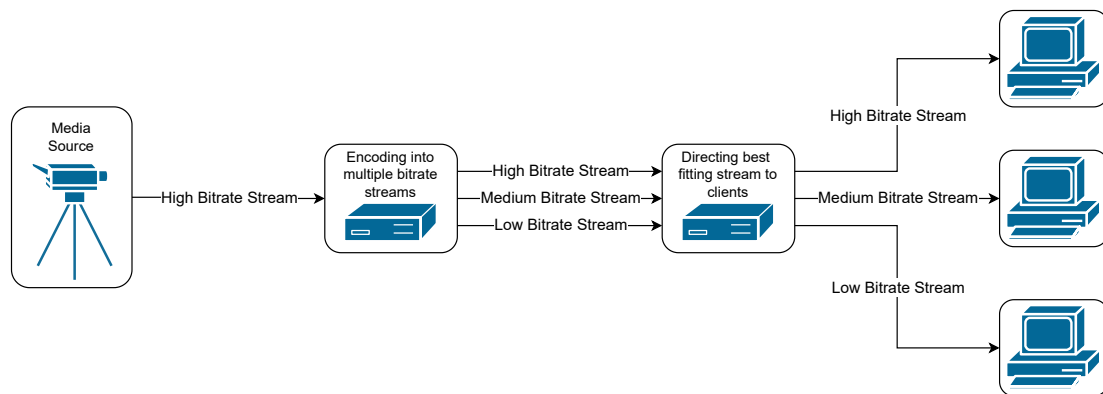 Media
Source
High Bitrate Stream
Encoding into
multiple bitrate
streams
High Bitrate Stream
Medium Bitrate Stream
Low Bitrate Stream
Directing best
fitting stream to
clients
High Bitrate Stream
Medium Bitrate Stream
Low Bitrate Stream